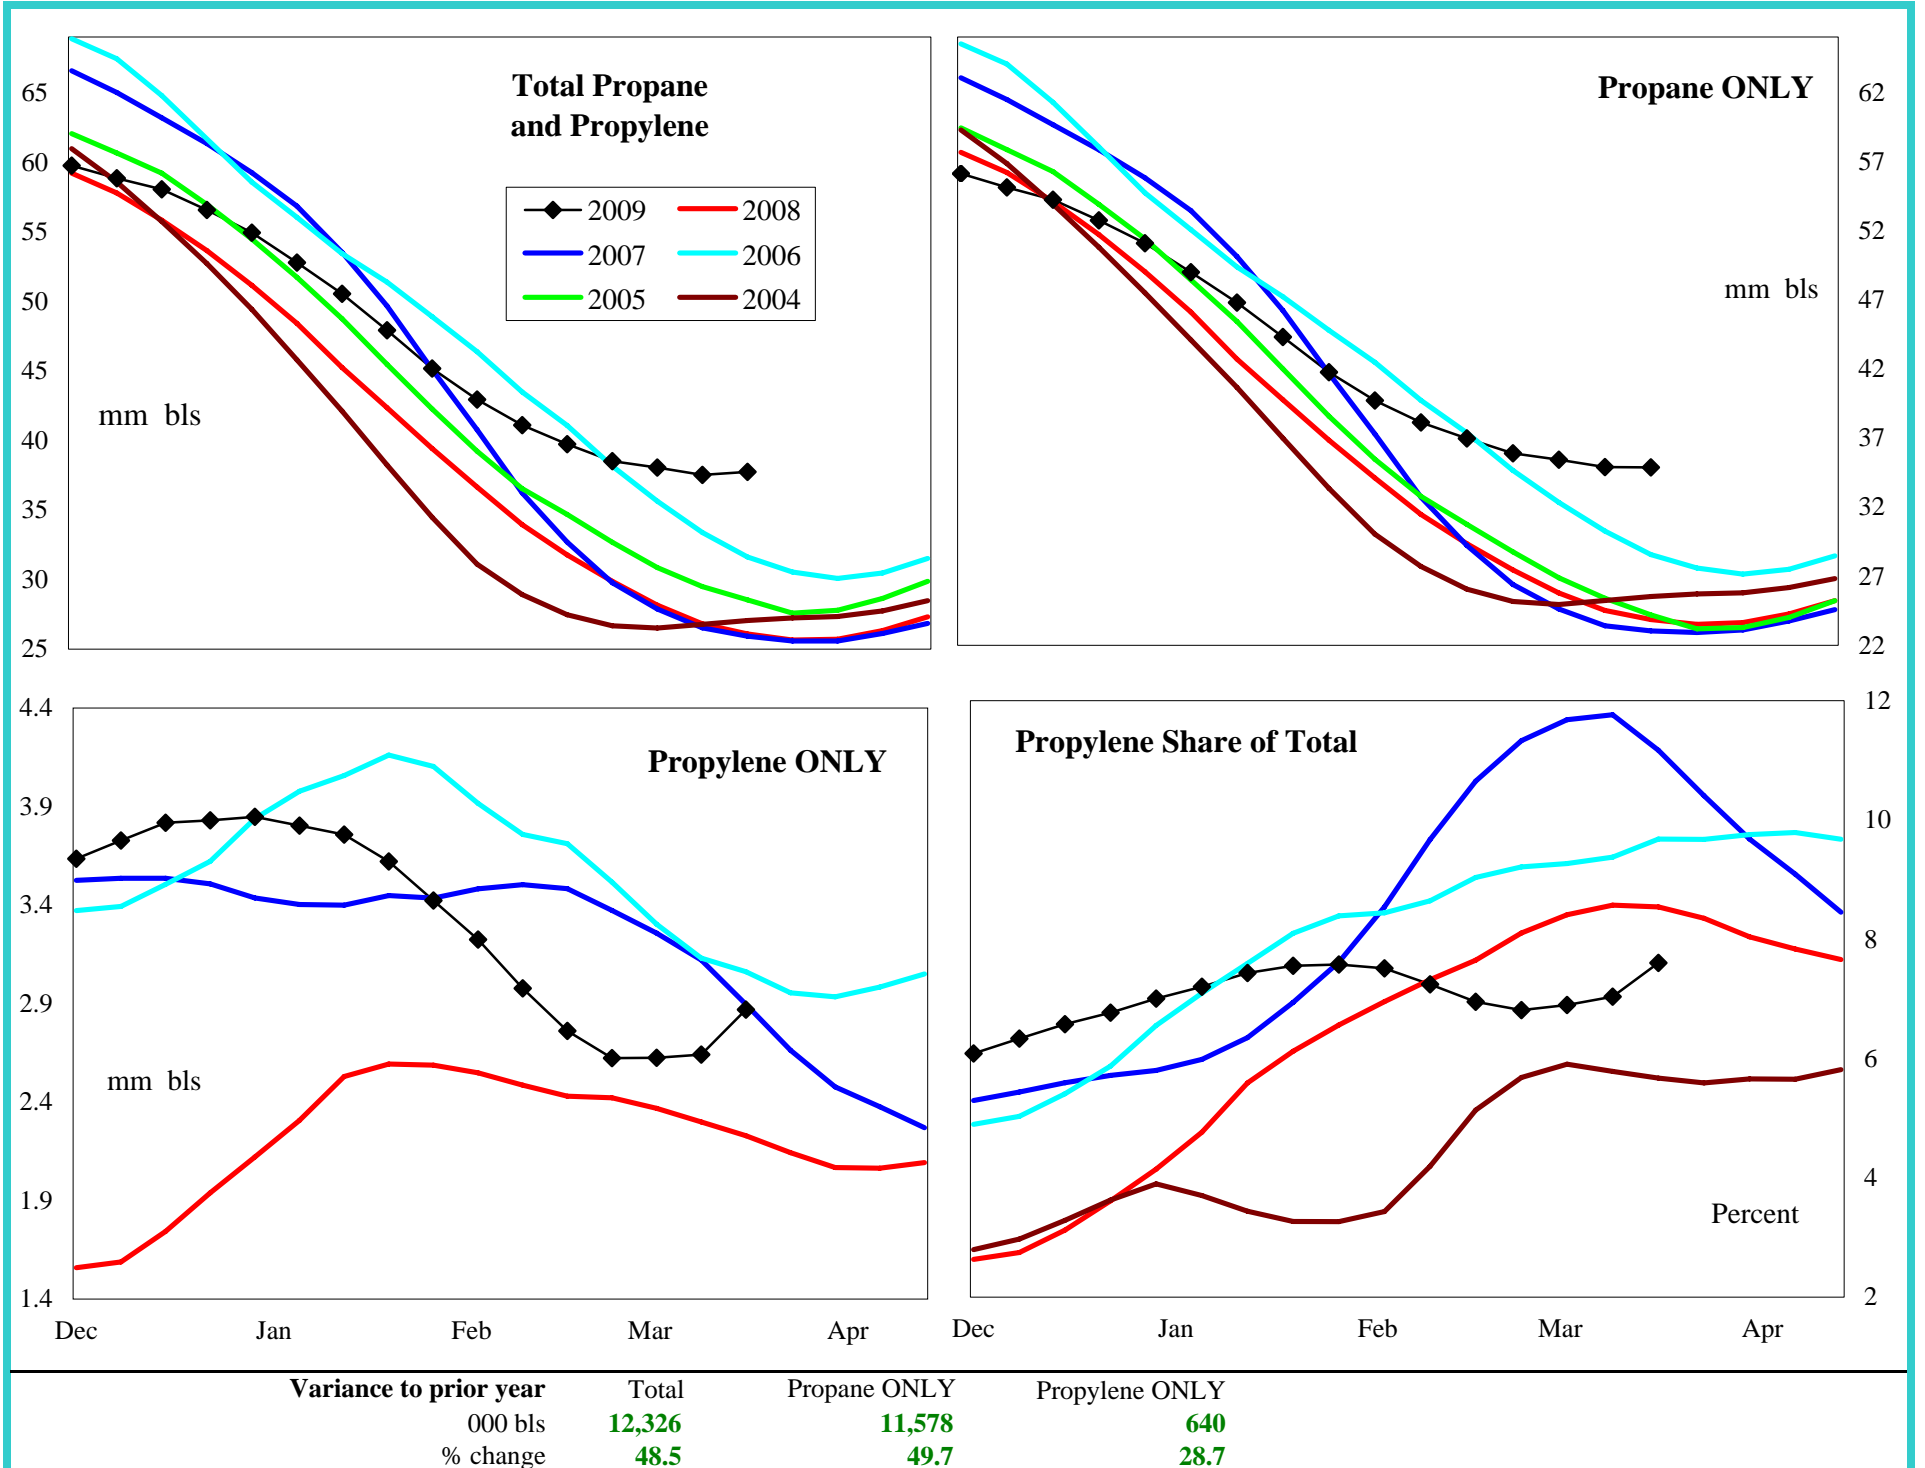 Total Propane
and Propylene
65
60
55
50
45
40
35
30
25
mm bls
2009
2008
2007
2006
2005
2004
Propane ONLY
mm bls
62
57
52
47
42
37
32
27
22
Propylene ONLY
4.4
3.9
3.4
2.9
2.4
1.9
1.4
mm bls
Dec Jan Feb Mar Apr
Propylene Share of Total
12
10
8
6
4
2
Percent
Dec Jan Feb Mar Apr
Variance to prior year Total Propane ONLY Propylene ONLY
000 bls 12,326 11,578 640
% change 48.5 49.7 28.7